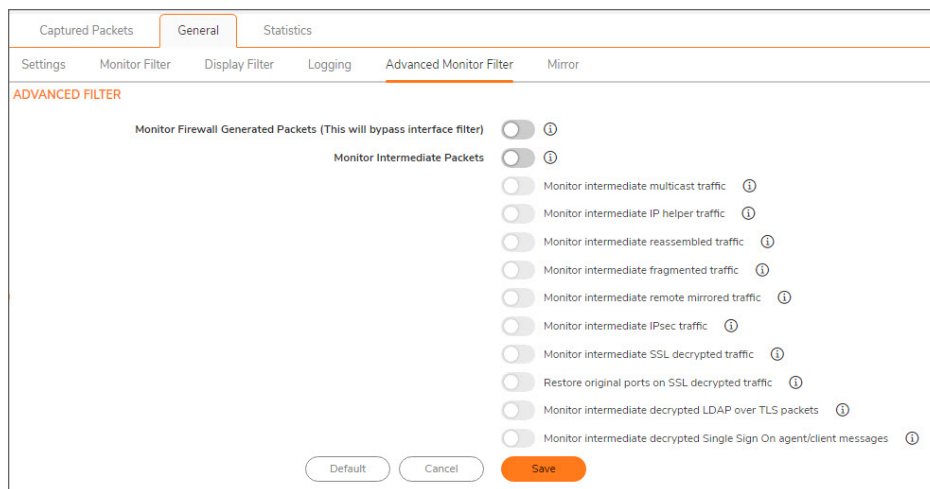 Captured Packets General Statistics
Settings Monitor Filter Display Filter Logging Advanced Monitor Filter Mirror
ADVANCED FILTER
Monitor Firewall Generated Packets (This will bypass interface filter)
Monitor Intermediate Packets
Monitor intermediate multicast traffic
Monitor intermediate IP helper traffic
Monitor intermediate reassembled traffic
Monitor intermediate fragmented traffic
Monitor intermediate remote mirrored traffic
Monitor intermediate IPsec traffic
Monitor intermediate SSL decrypted traffic
Restore original ports on SSL decrypted traffic
Monitor intermediate decrypted LDAP over TLS packets
Monitor intermediate decrypted Single Sign On agent/client messages
Default Cancel Save